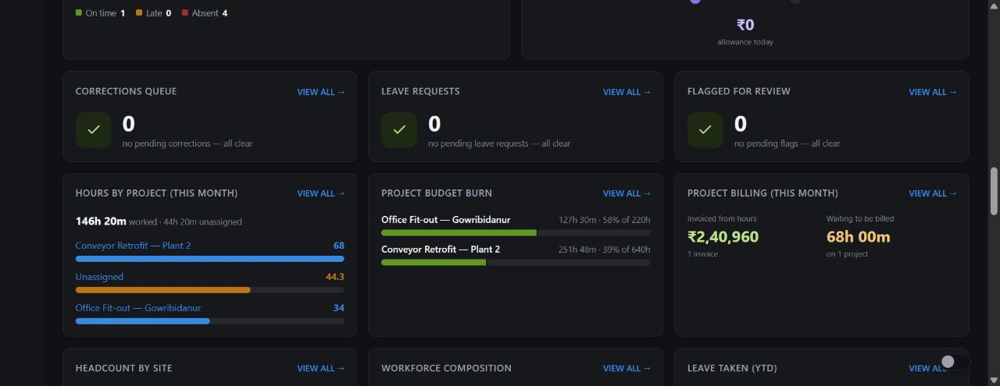 On time 1 Late 0 Absent 4
₹0
allowance today
CORRECTIONS QUEUE VIEW ALL →
0
no pending corrections — all clear
LEAVE REQUESTS VIEW ALL →
0
no pending leave requests — all clear
FLAGGED FOR REVIEW VIEW ALL →
0
no pending flags — all clear
HOURS BY PROJECT (THIS MONTH) VIEW ALL →
146h 20m worked · 44h 20m unassigned
Conveyor Retrofit — Plant 2 68
Unassigned 44.3
Office Fit-out — Gowribidanur 34
PROJECT BUDGET BURN VIEW ALL →
Office Fit-out — Gowribidanur 127h 30m · 58% of 220h
Conveyor Retrofit — Plant 2 251h 48m · 39% of 640h
PROJECT BILLING (THIS MONTH) VIEW ALL →
Invoiced from hours
₹2,40,960
1 invoice
Waiting to be billed
68h 00m
on 1 project
HEADCOUNT BY SITE VIEW ALL →
WORKFORCE COMPOSITION VIEW ALL →
LEAVE TAKEN (YTD) VIEW ALL